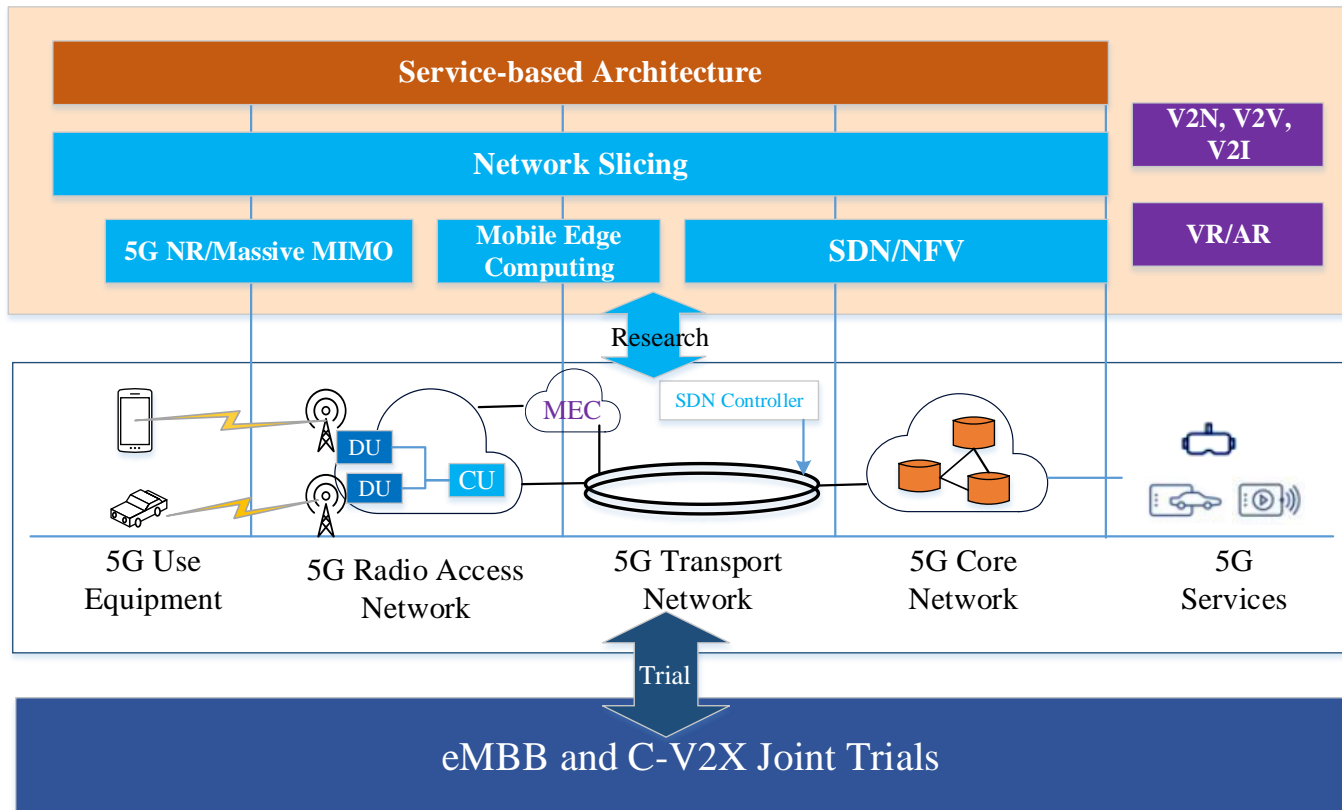 Service-based Architecture
Network Slicing
V2N, V2V,
V2I
5G NR/Massive MIMO
Mobile Edge
Computing
SDN/NFV
VR/AR
Research
MEC
SDN Controller
DU
DU
CU
5G Use
Equipment
5G Radio Access
Network
5G Transport
Network
5G Core
Network
5G
Services
Trial
eMBB and C-V2X Joint Trials